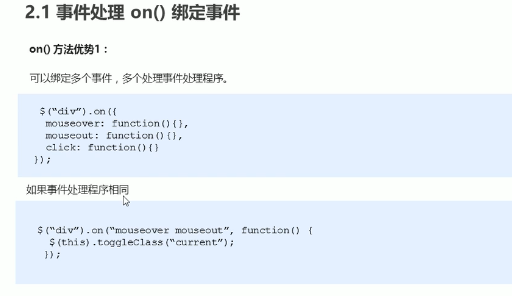 2.1 事件处理 on() 绑定事件
on() 方法优势1：
可以绑定多个事件，多个处理事件处理程序。
$(“div”).on({
mouseover: function(){},
mouseout: function(){},
click: function(){}
});
如果事件处理程序相同
$(“div”).on(“mouseover mouseout”, function() {
$(this).toggleClass(“current”);
});